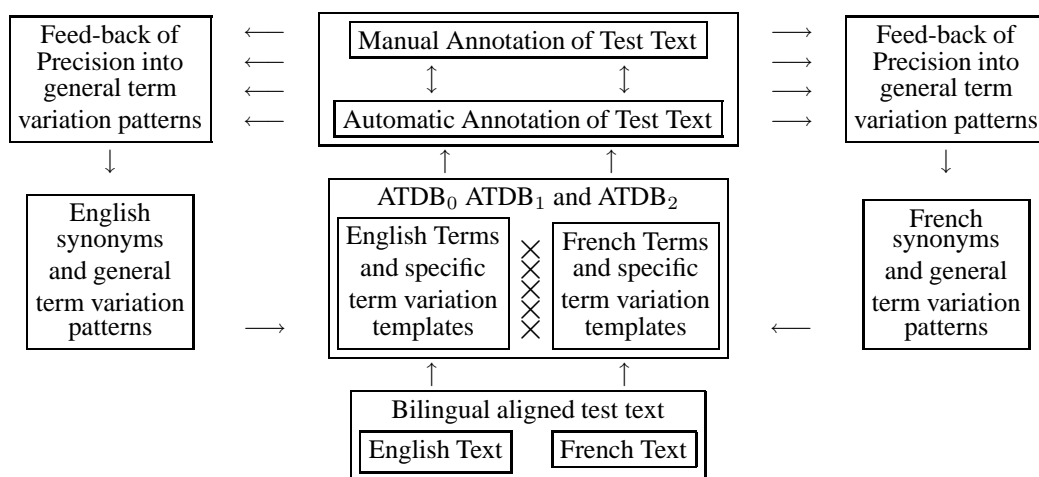 Feed-back of
Precision into
general term
variation patterns
Manual Annotation of Test Text
Automatic Annotation of Test Text
Feed-back of
Precision into
general term
variation patterns
English
synonyms
and general
term variation
patterns
ATDB₀ ATDB₁ and ATDB₂
English Terms
and specific
term variation
templates
French Terms
and specific
term variation
templates
French
synonyms
and general
term variation
patterns
Bilingual aligned test text
English Text
French Text